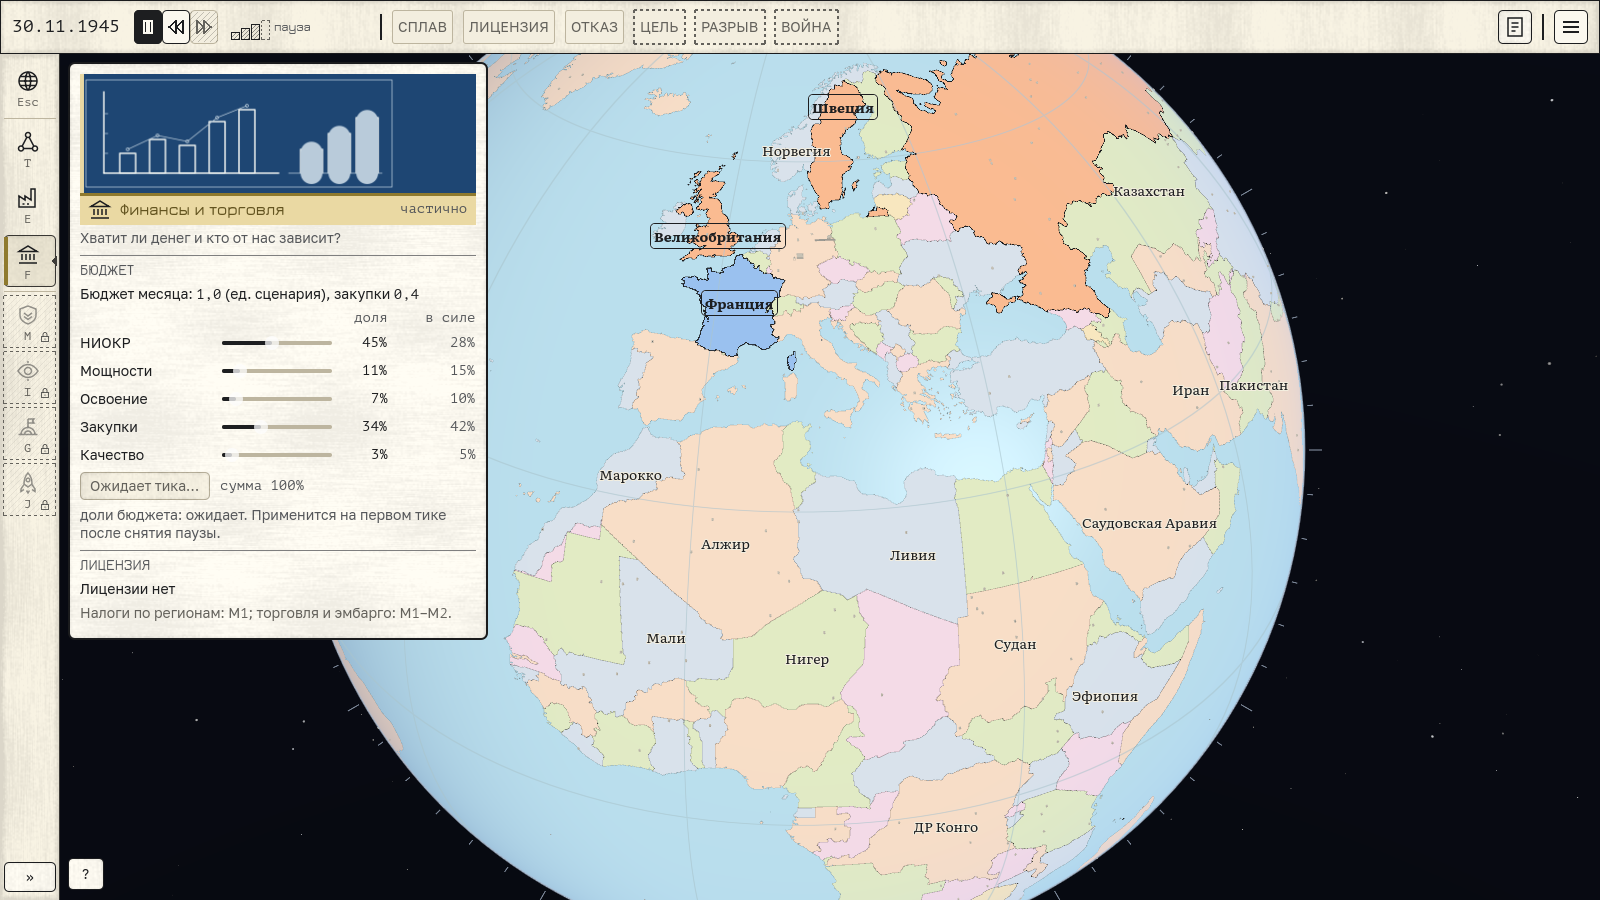 30.11.1945
пауза
СПЛАВ
ЛИЦЕНЗИЯ
ОТКАЗ
ЦЕЛЬ
РАЗРЫВ
ВОЙНА
Esc
T
E
F
M
I
G
J
»
?
Финансы и торговля
частично
Хватит ли денег и кто от нас зависит?
БЮДЖЕТ
Бюджет месяца: 1,0 (ед. сценария), закупки 0,4
доля в силе
НИОКР 45% 28%
Мощности 11% 15%
Освоение 7% 10%
Закупки 34% 42%
Качество 3% 5%
Ожидает тика…
сумма 100%
доли бюджета: ожидает. Применится на первом тике
после снятия паузы.
ЛИЦЕНЗИЯ
Лицензии нет
Налоги по регионам: М1; торговля и эмбарго: М1–М2.
Швеция
Норвегия
Казахстан
Великобритания
Франция
Иран
Пакистан
Марокко
Саудовская Аравия
Алжир
Ливия
Мали
Нигер
Судан
Эфиопия
ДР Конго